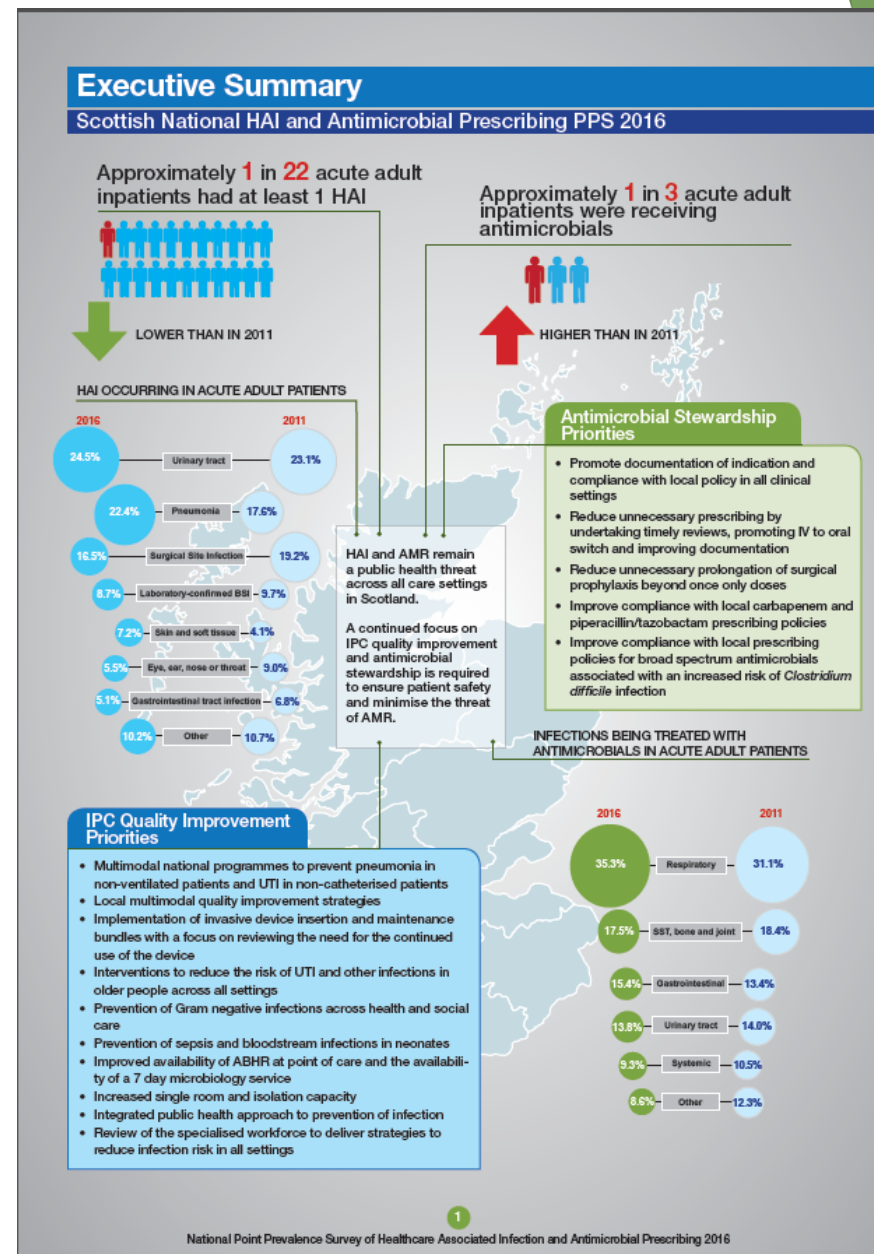 Executive Summary
Scottish National HAI and Antimicrobial Prescribing PPS 2016
Approximately 1 in 22 acute adult
inpatients had at least 1 HAI
LOWER THAN IN 2011
Approximately 1 in 3 acute adult
inpatients were receiving
antimicrobials
HIGHER THAN IN 2011
HAI OCCURRING IN ACUTE ADULT PATIENTS
2016 2011
24.5% Urinary tract 23.1%
22.4% Pneumonia 17.6%
16.5% Surgical Site Infection 19.2%
8.7% Laboratory-confirmed BSI 9.7%
7.2% Skin and soft tissue 4.1%
5.5% Eye, ear, nose or throat 9.0%
5.1% Gastrointestinal tract infection 6.8%
10.2% Other 10.7%
HAI and AMR remain
a public health threat
across all care settings
in Scotland.
A continued focus on
IPC quality improvement
and antimicrobial
stewardship is required
to ensure patient safety
and minimise the threat
of AMR.
Antimicrobial Stewardship
Priorities
• Promote documentation of indication and
compliance with local policy in all clinical
settings
• Reduce unnecessary prescribing by
undertaking timely reviews, promoting IV to oral
switch and improving documentation
• Reduce unnecessary prolongation of surgical
prophylaxis beyond once only doses
• Improve compliance with local carbapenem and
piperacillin/tazobactam prescribing policies
• Improve compliance with local prescribing
policies for broad spectrum antimicrobials
associated with an increased risk of Clostridium
difficile infection
IPC Quality Improvement
Priorities
• Multimodal national programmes to prevent pneumonia in
non-ventilated patients and UTI in non-catheterised patients
• Local multimodal quality improvement strategies
• Implementation of invasive device insertion and maintenance
bundles with a focus on reviewing the need for the continued
use of the device
• Interventions to reduce the risk of UTI and other infections in
older people across all settings
• Prevention of Gram negative infections across health and social
care
• Prevention of sepsis and bloodstream infections in neonates
• Improved availability of ABHR at point of care and the availabili-
ty of a 7 day microbiology service
• Increased single room and isolation capacity
• Integrated public health approach to prevention of infection
• Review of the specialised workforce to deliver strategies to
reduce infection risk in all settings
INFECTIONS BEING TREATED WITH
ANTIMICROBIALS IN ACUTE ADULT PATIENTS
2016 2011
35.3% Respiratory 31.1%
17.5% SST, bone and joint 18.4%
15.4% Gastrointestinal 13.4%
13.8% Urinary tract 14.0%
9.3% Systemic 10.5%
8.6% Other 12.3%
1
National Point Prevalence Survey of Healthcare Associated Infection and Antimicrobial Prescribing 2016